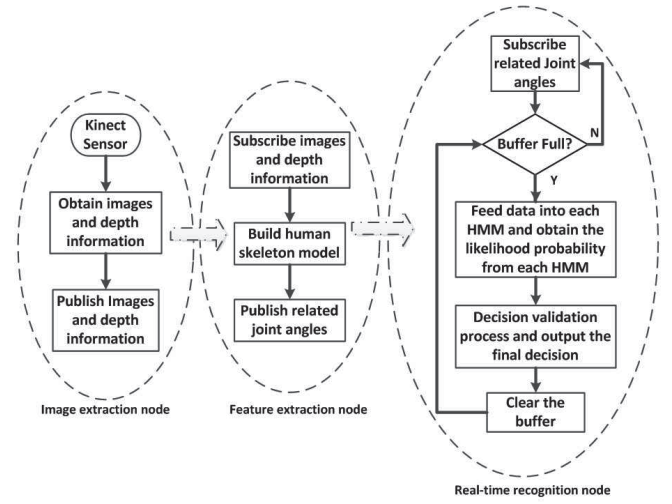 Kinect
Sensor
Obtain images
and depth
information
Publish Images
and depth
information
Image extraction node
Subscribe images
and depth
information
Build human
skeleton model
Publish related
joint angles
Feature extraction node
Subscribe
related Joint
angles
Buffer Full?
N
Y
Feed data into each
HMM and obtain the
likelihood probability
from each HMM
Decision validation
process and output the
final decision
Clear the
buffer
Real-time recognition node